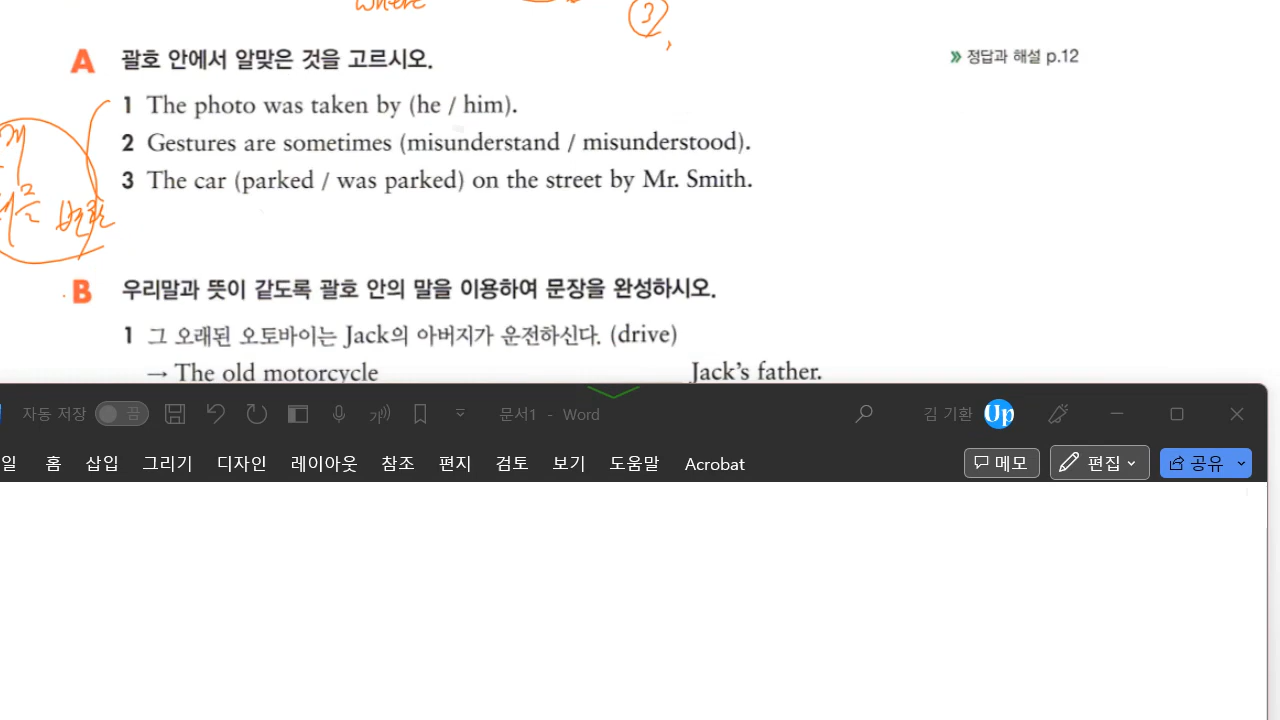 where
3
A 괄호 안에서 알맞은 것을 고르시오.
» 정답과 해설 p.12
1 The photo was taken by (he / him).
2 Gestures are sometimes (misunderstand / misunderstood).
3 The car (parked / was parked) on the street by Mr. Smith.
B 우리말과 뜻이 같도록 괄호 안의 말을 이용하여 문장을 완성하시오.
1 그 오래된 오토바이는 Jack의 아버지가 운전하신다. (drive)
→ The old motorcycle ________ Jack's father.
자동 저장 끔 가)) 문서1 - Word 김 기환 Up
일 홈 삽입 그리기 디자인 레이아웃 참조 편지 검토 보기 도움말 Acrobat 메모 편집 공유